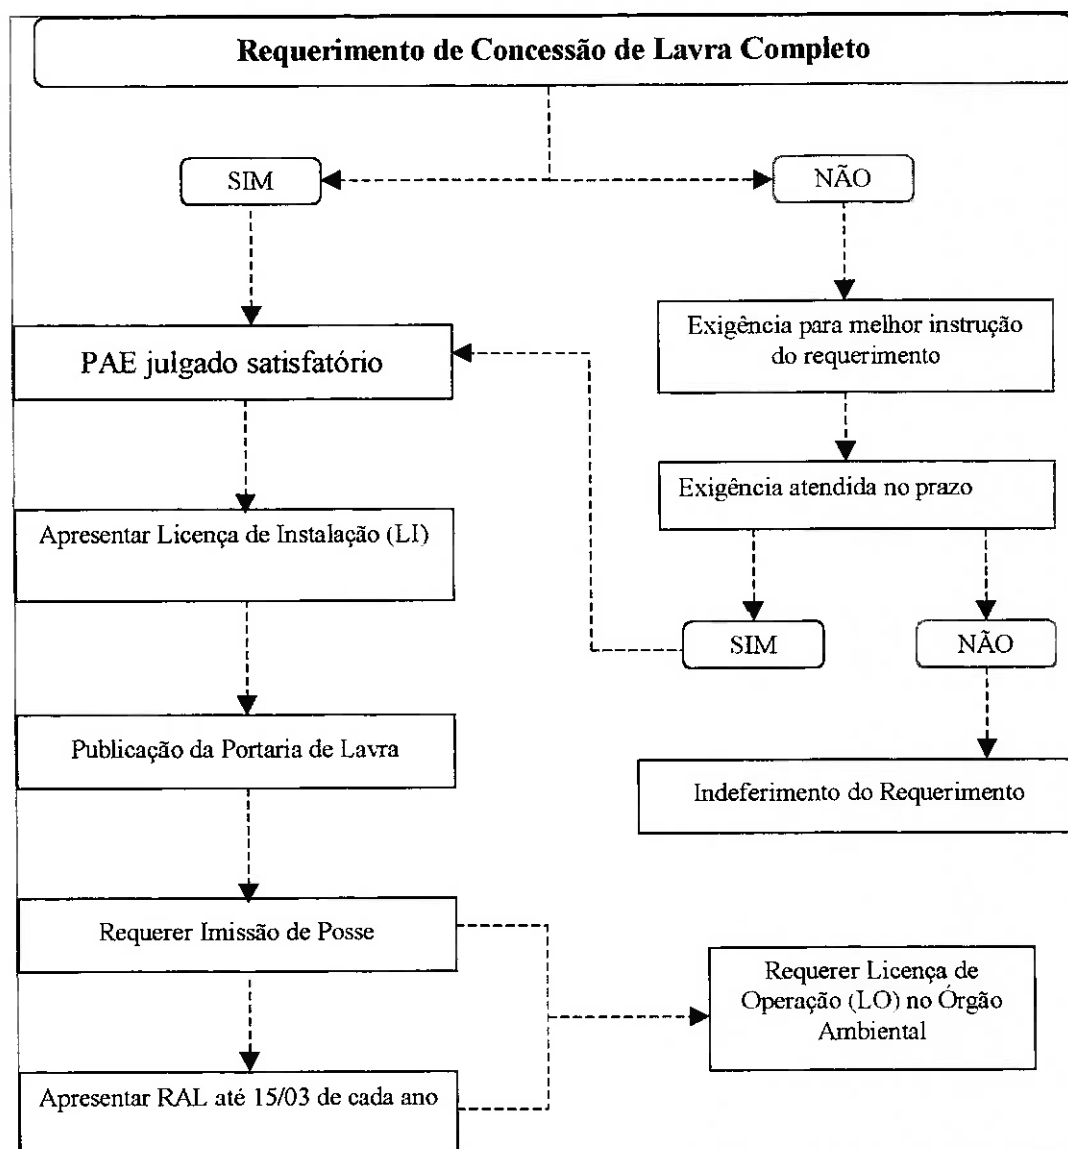 Requerimento de Concessão de Lavra Completo
SIM
NÃO
PAE julgado satisfatório
Exigência para melhor instrução
do requerimento
Exigência atendida no prazo
Apresentar Licença de Instalação (LI)
SIM
NÃO
Publicação da Portaria de Lavra
Indeferimento do Requerimento
Requerer Imissão de Posse
Requerer Licença de
Operação (LO) no Órgão
Ambiental
Apresentar RAL até 15/03 de cada ano